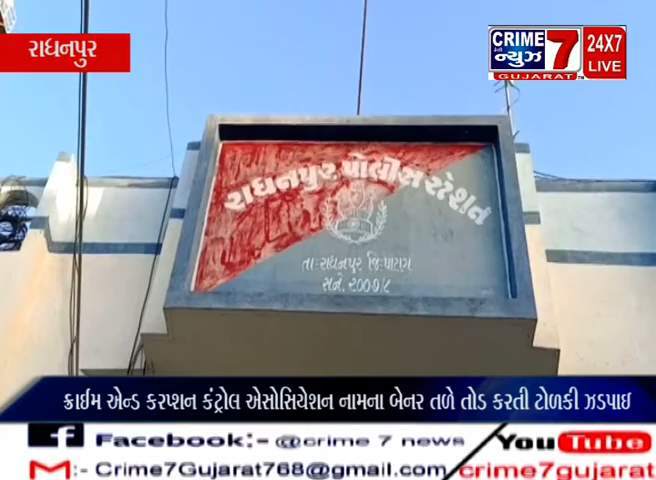 રાધનપુર
CRIME 7 24X7
ન્યુઝ LIVE
GUJARAT
રાધનપુર પોલીસ સ્ટેશન
તા-રાધનપુર જિ-પાટણ
ક્રાઈમ એન્ડ કરપ્શન કંટ્રોલ એસોસિયેશન નામના બેનર તળે તોડ કરતી ટોળકી ઝડપાઇ
f Facebook:- @crime 7 news YouTube
M:- Crime7Gujarat768@gmail.com crime7gujarat